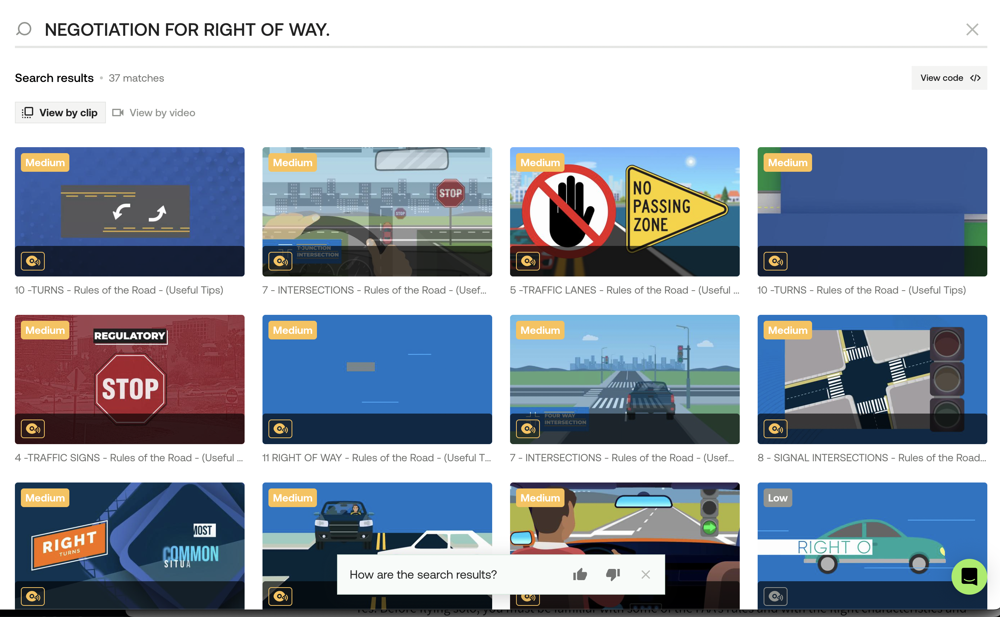 NEGOTIATION FOR RIGHT OF WAY.
Search results • 37 matches
View code </>
View by clip
View by video
Medium
Medium
STOP
STOP
T-JUNCTION
INTERSECTION
Medium
NO
PASSING
ZONE
Medium
10 -TURNS - Rules of the Road - (Useful Tips)
7 - INTERSECTIONS - Rules of the Road - (Usef...
5 -TRAFFIC LANES - Rules of the Road - (Useful ...
10 -TURNS - Rules of the Road - (Useful Tips)
Medium
REGULATORY
STOP
Medium
Medium
FOUR WAY
INTERSECTION
Medium
4 -TRAFFIC SIGNS - Rules of the Road - (Useful ...
11 RIGHT OF WAY - Rules of the Road - (Useful T...
7 - INTERSECTIONS - Rules of the Road - (Usef...
8 - SIGNAL INTERSECTIONS - Rules of the Road...
Medium
RIGHT
TURNS
MOST
COMMON
SITUA
Medium
Medium
Low
RIGHT O
How are the search results?